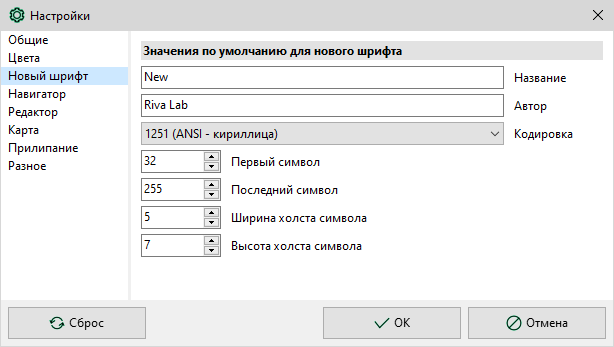 Настройки
Общие
Цвета
Новый шрифт
Навигатор
Редактор
Карта
Прилипание
Разное
Значения по умолчанию для нового шрифта
New Название
Riva Lab Автор
1251 (ANSI - кириллица) Кодировка
32 Первый символ
255 Последний символ
5 Ширина холста символа
7 Высота холста символа
Сброс OK Отмена